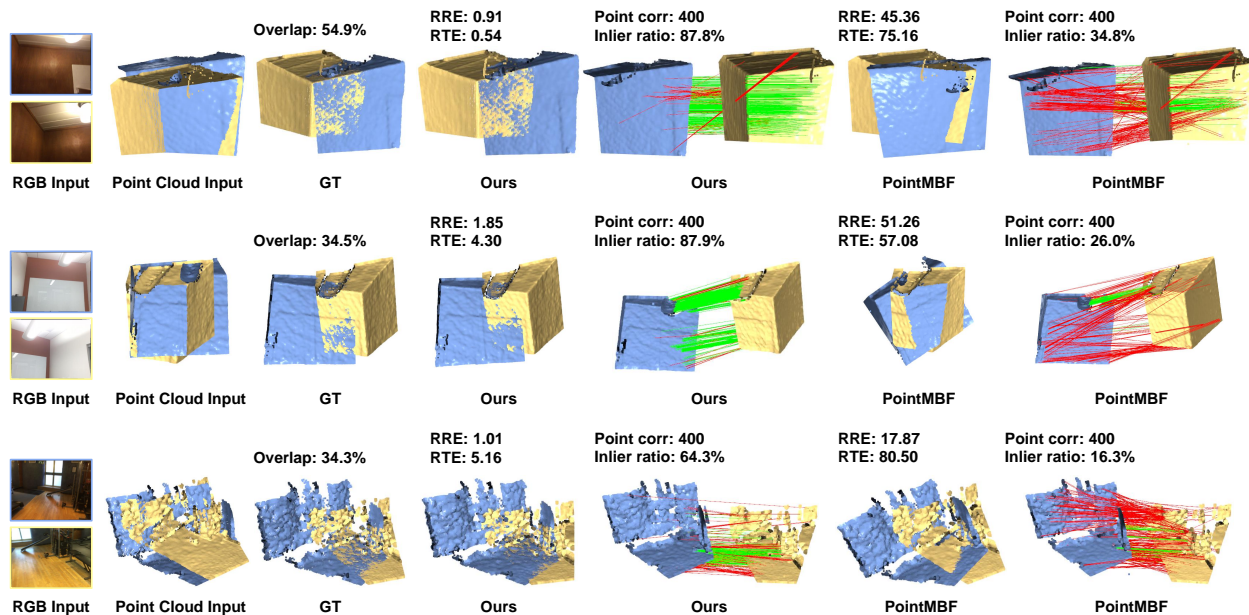 Overlap: 54.9%
RRE: 0.91
RTE: 0.54
Point corr: 400
Inlier ratio: 87.8%
RRE: 45.36
RTE: 75.16
Point corr: 400
Inlier ratio: 34.8%
RGB Input
Point Cloud Input
GT
Ours
Ours
PointMBF
PointMBF
Overlap: 34.5%
RRE: 1.85
RTE: 4.30
Point corr: 400
Inlier ratio: 87.9%
RRE: 51.26
RTE: 57.08
Point corr: 400
Inlier ratio: 26.0%
RGB Input
Point Cloud Input
GT
Ours
Ours
PointMBF
PointMBF
Overlap: 34.3%
RRE: 1.01
RTE: 5.16
Point corr: 400
Inlier ratio: 64.3%
RRE: 17.87
RTE: 80.50
Point corr: 400
Inlier ratio: 16.3%
RGB Input
Point Cloud Input
GT
Ours
Ours
PointMBF
PointMBF